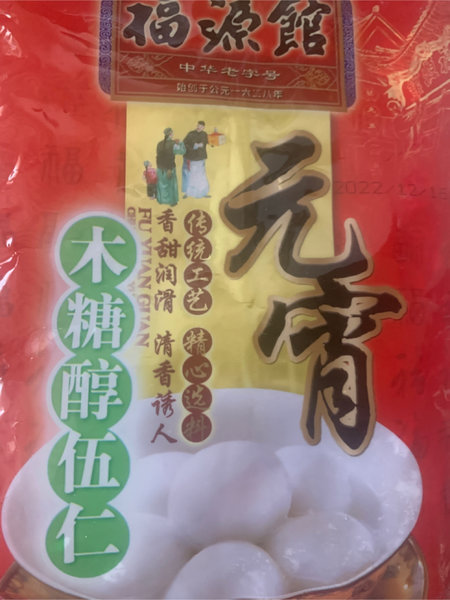 福源馆
中华老字号
始创于公元一六二八年
元宵
2022/12/15
传统工艺 精心选料
香甜润滑 清香诱人
FU YUAN GUAN
木糖醇伍仁